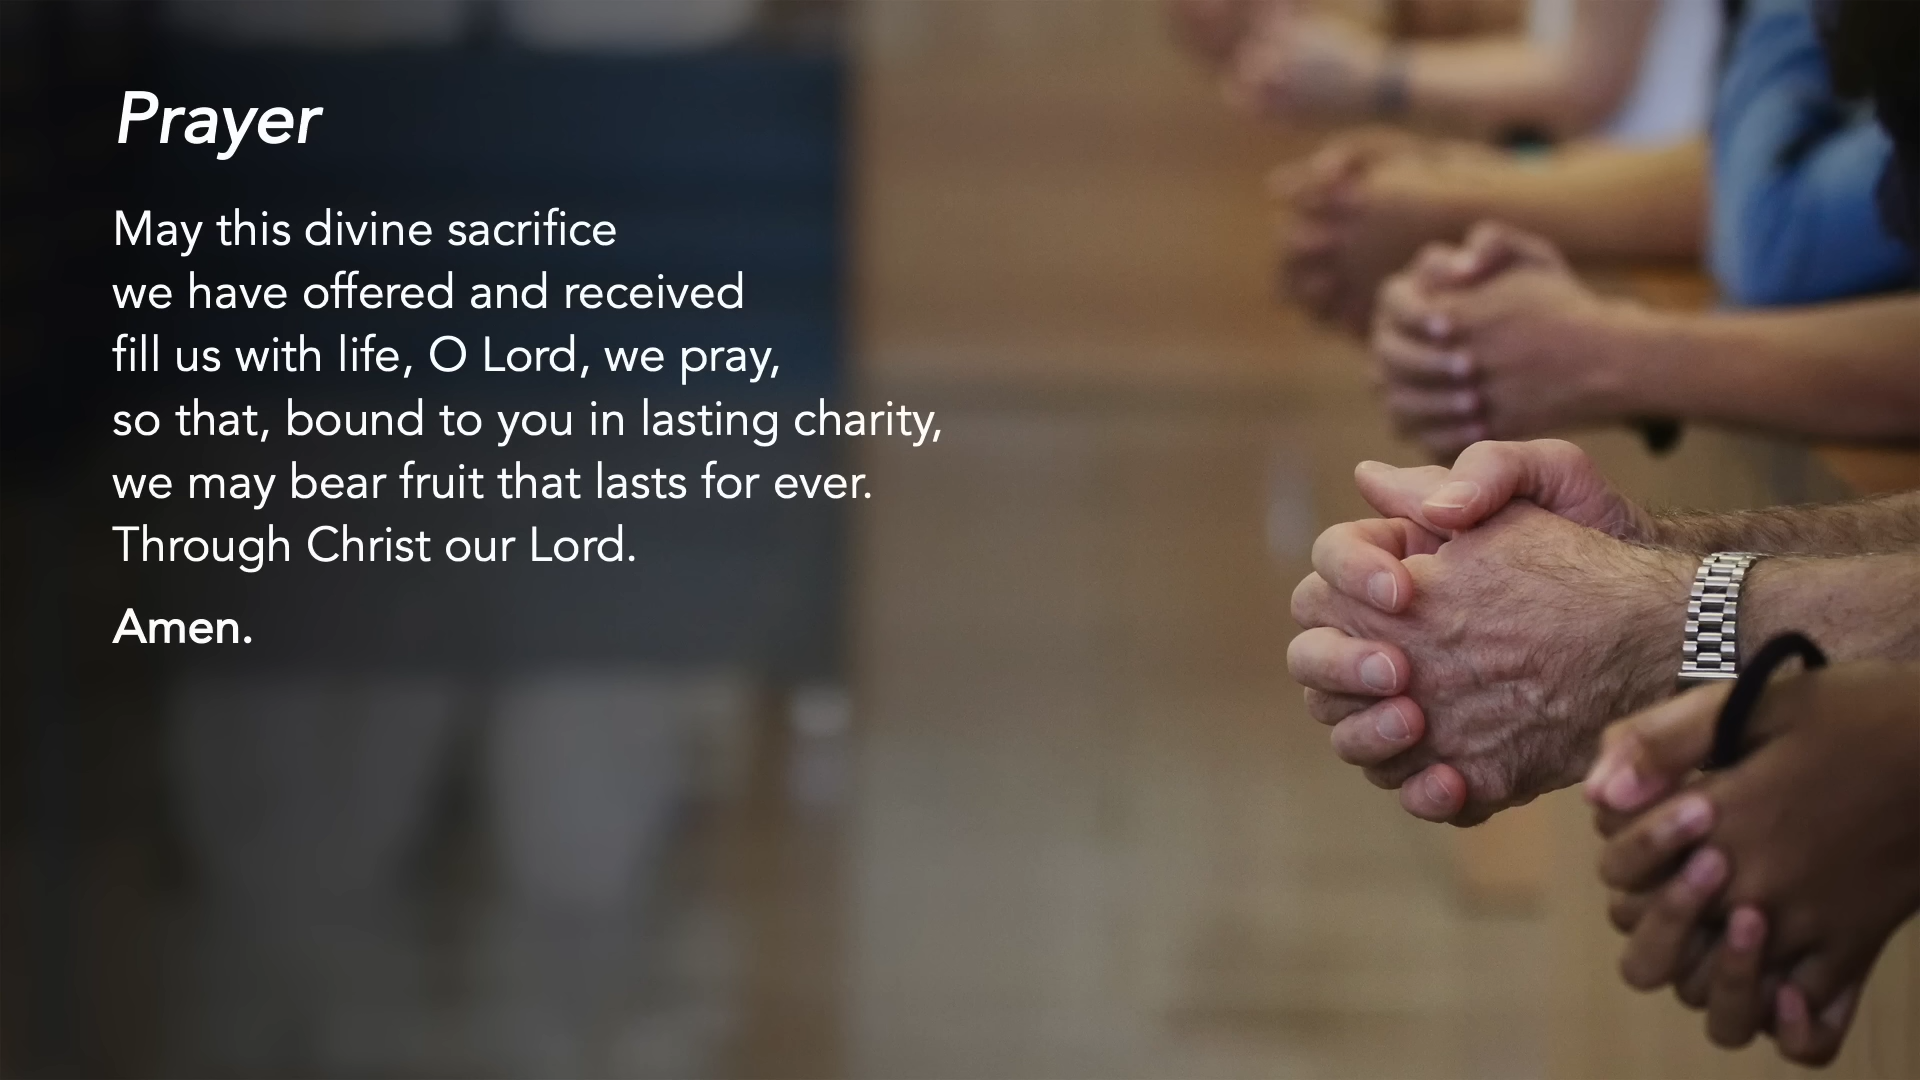 Prayer
May this divine sacrifice
we have offered and received
fill us with life, O Lord, we pray,
so that, bound to you in lasting charity,
we may bear fruit that lasts for ever.
Through Christ our Lord.
Amen.